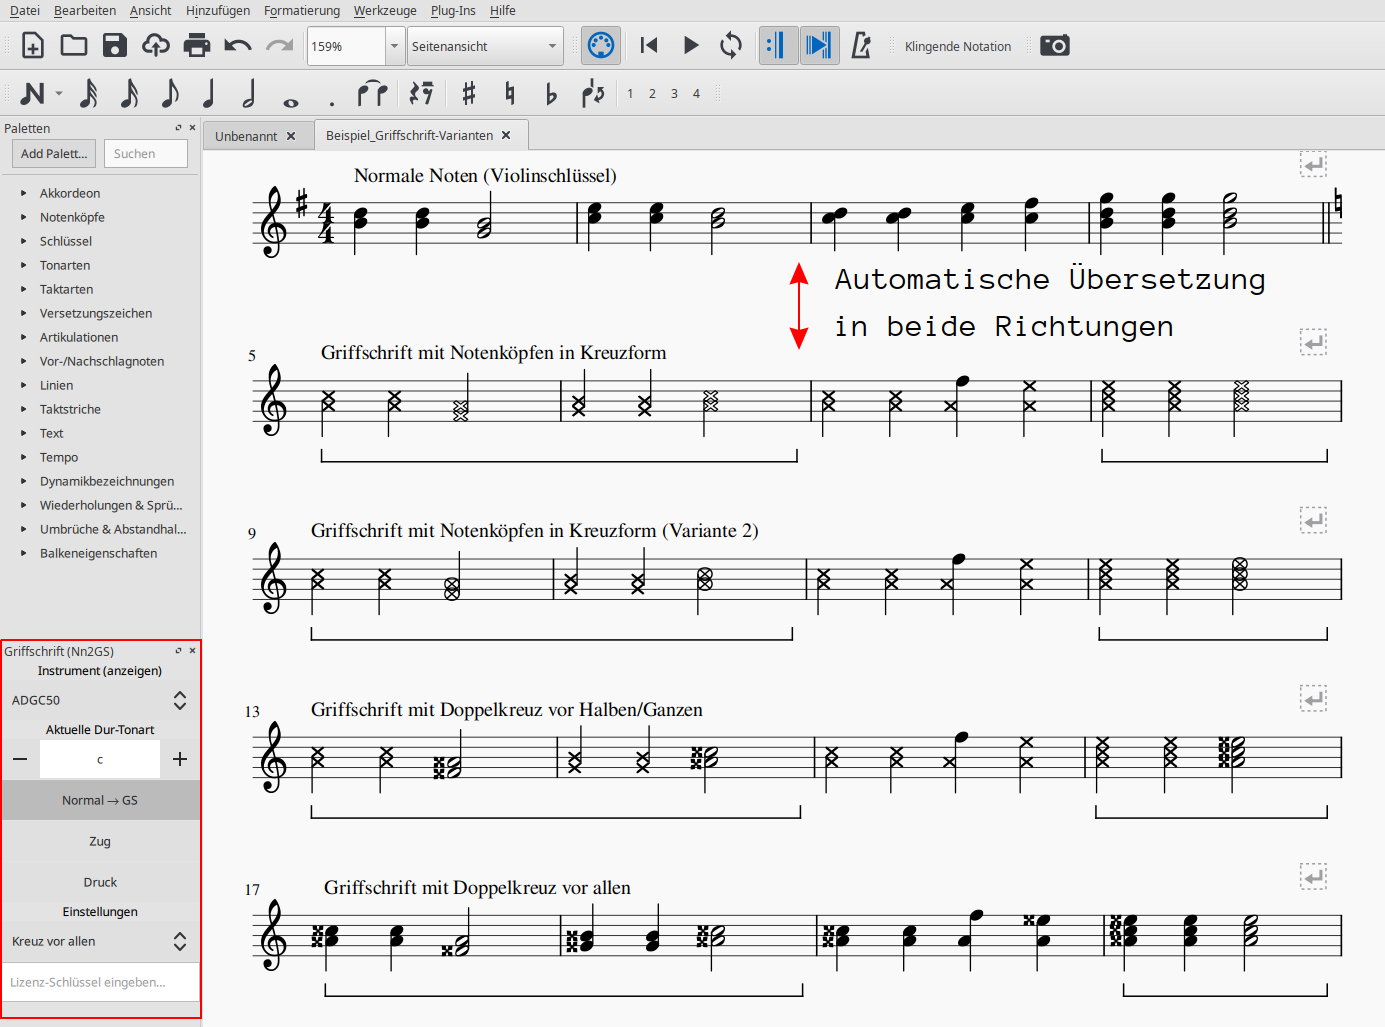 Datei Bearbeiten Ansicht Hinzufügen Formatierung Werkzeuge Plug-Ins Hilfe
159% Seitenansicht Klingende Notation
1 2 3 4
Paletten
Unbenannt Beispiel_Griffschrift-Varianten
Add Palett... Suchen
Akkordeon
Notenköpfe
Schlüssel
Tonarten
Taktarten
Versetzungszeichen
Artikulationen
Vor-/Nachschlagnoten
Linien
Taktstriche
Text
Tempo
Dynamikbezeichnungen
Wiederholungen & Sprü...
Umbrüche & Abstandhal...
Balkeneigenschaften
Griffschrift (Nn2GS)
Instrument (anzeigen)
ADGC50
Aktuelle Dur-Tonart
c
Normal → GS
Zug
Druck
Einstellungen
Kreuz vor allen
Lizenz-Schlüssel eingeben...
Normale Noten (Violinschlüssel)
4
4
Automatische Übersetzung
in beide Richtungen
5 Griffschrift mit Notenköpfen in Kreuzform
9 Griffschrift mit Notenköpfen in Kreuzform (Variante 2)
13 Griffschrift mit Doppelkreuz vor Halben/Ganzen
17 Griffschrift mit Doppelkreuz vor allen